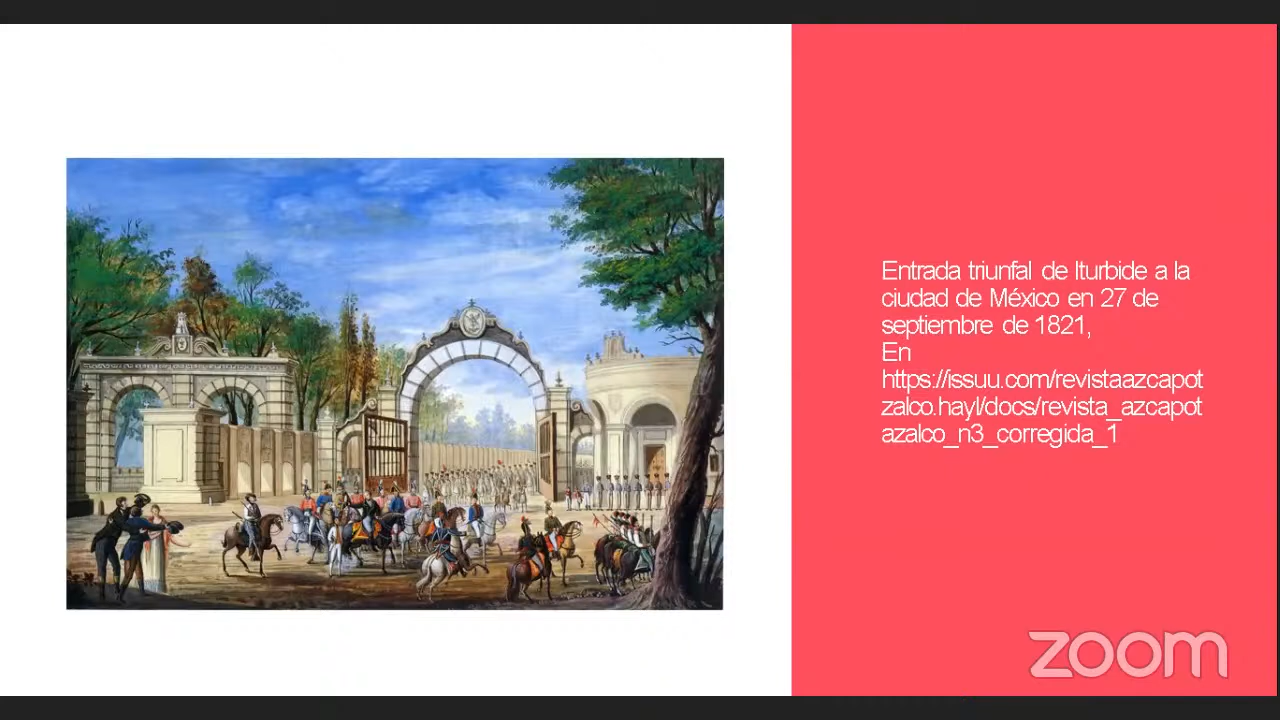 Entrada triunfal de Iturbide a la
ciudad de México en 27 de
septiembre de 1821,
En
https://issuu.com/revistaazcapot
zalco.hayl/docs/revista_azcapot
azalco_n3_corregida_1
zoom